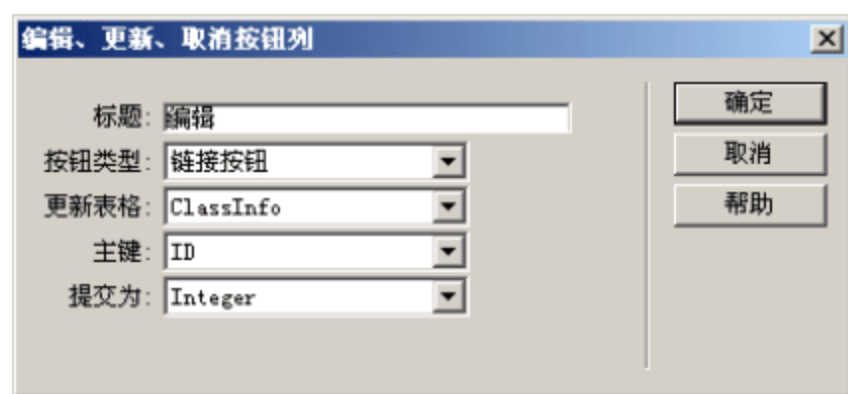 编辑、更新、取消按钮列
标题: 编辑
按钮类型: 链接按钮
更新表格: ClassInfo
主键: ID
提交为: Integer
确定
取消
帮助